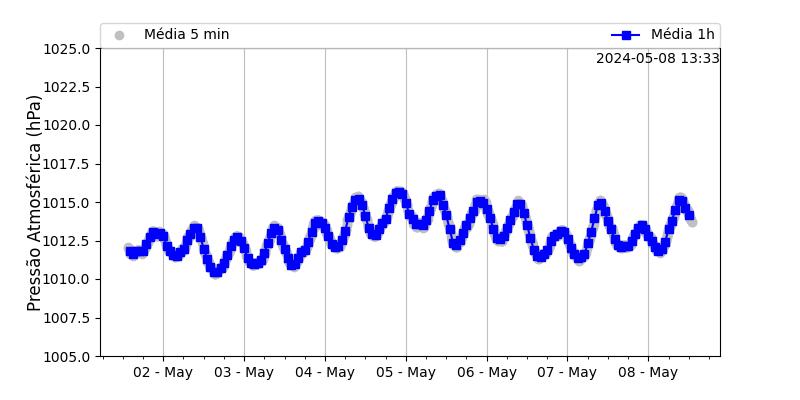 Média 5 min
Média 1h
2024-05-08 13:33
Pressão Atmosférica (hPa)
1025.0
1022.5
1020.0
1017.5
1015.0
1012.5
1010.0
1007.5
1005.0
02 - May
03 - May
04 - May
05 - May
06 - May
07 - May
08 - May